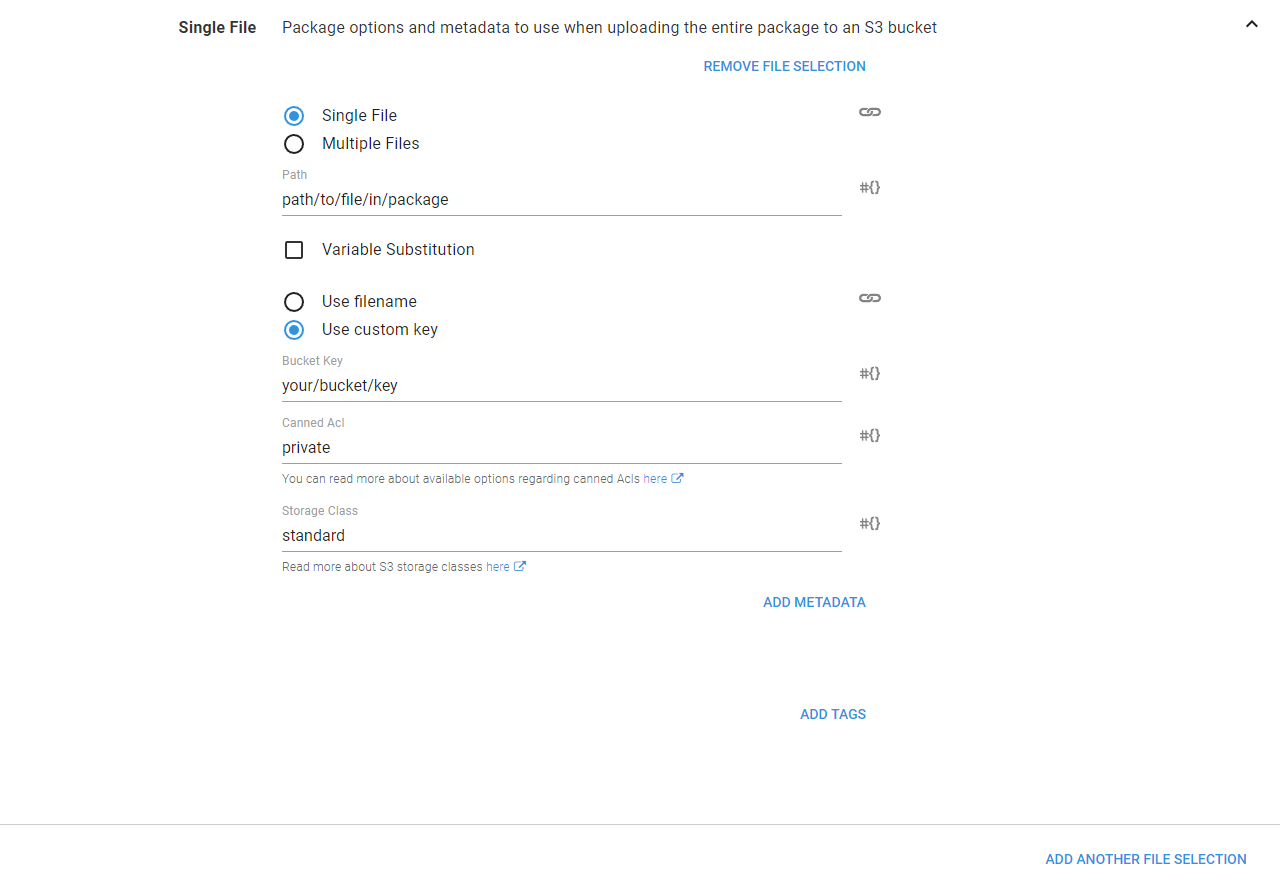 Single File Package options and metadata to use when uploading the entire package to an S3 bucket
REMOVE FILE SELECTION
Single File
Multiple Files
Path
path/to/file/in/package
#{}
Variable Substitution
Use filename
Use custom key
Bucket Key
your/bucket/key
#{}
Canned Acl
private
#{}
You can read more about available options regarding canned Acls here
Storage Class
standard
#{}
Read more about S3 storage classes here
ADD METADATA
ADD TAGS
ADD ANOTHER FILE SELECTION